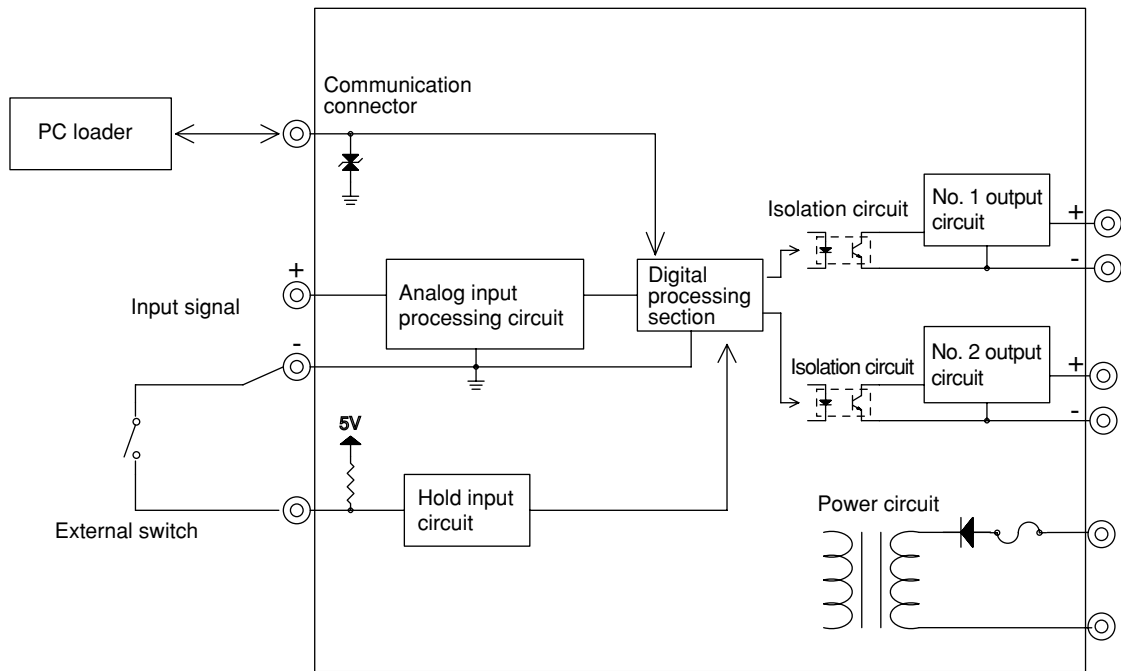 Communication
connector
PC loader
Isolation circuit
No. 1 output
circuit
+
-
+
Input signal
-
Analog input
processing circuit
Digital
processing
section
Isolation circuit
No. 2 output
circuit
+
-
5V
Hold input
circuit
External switch
Power circuit